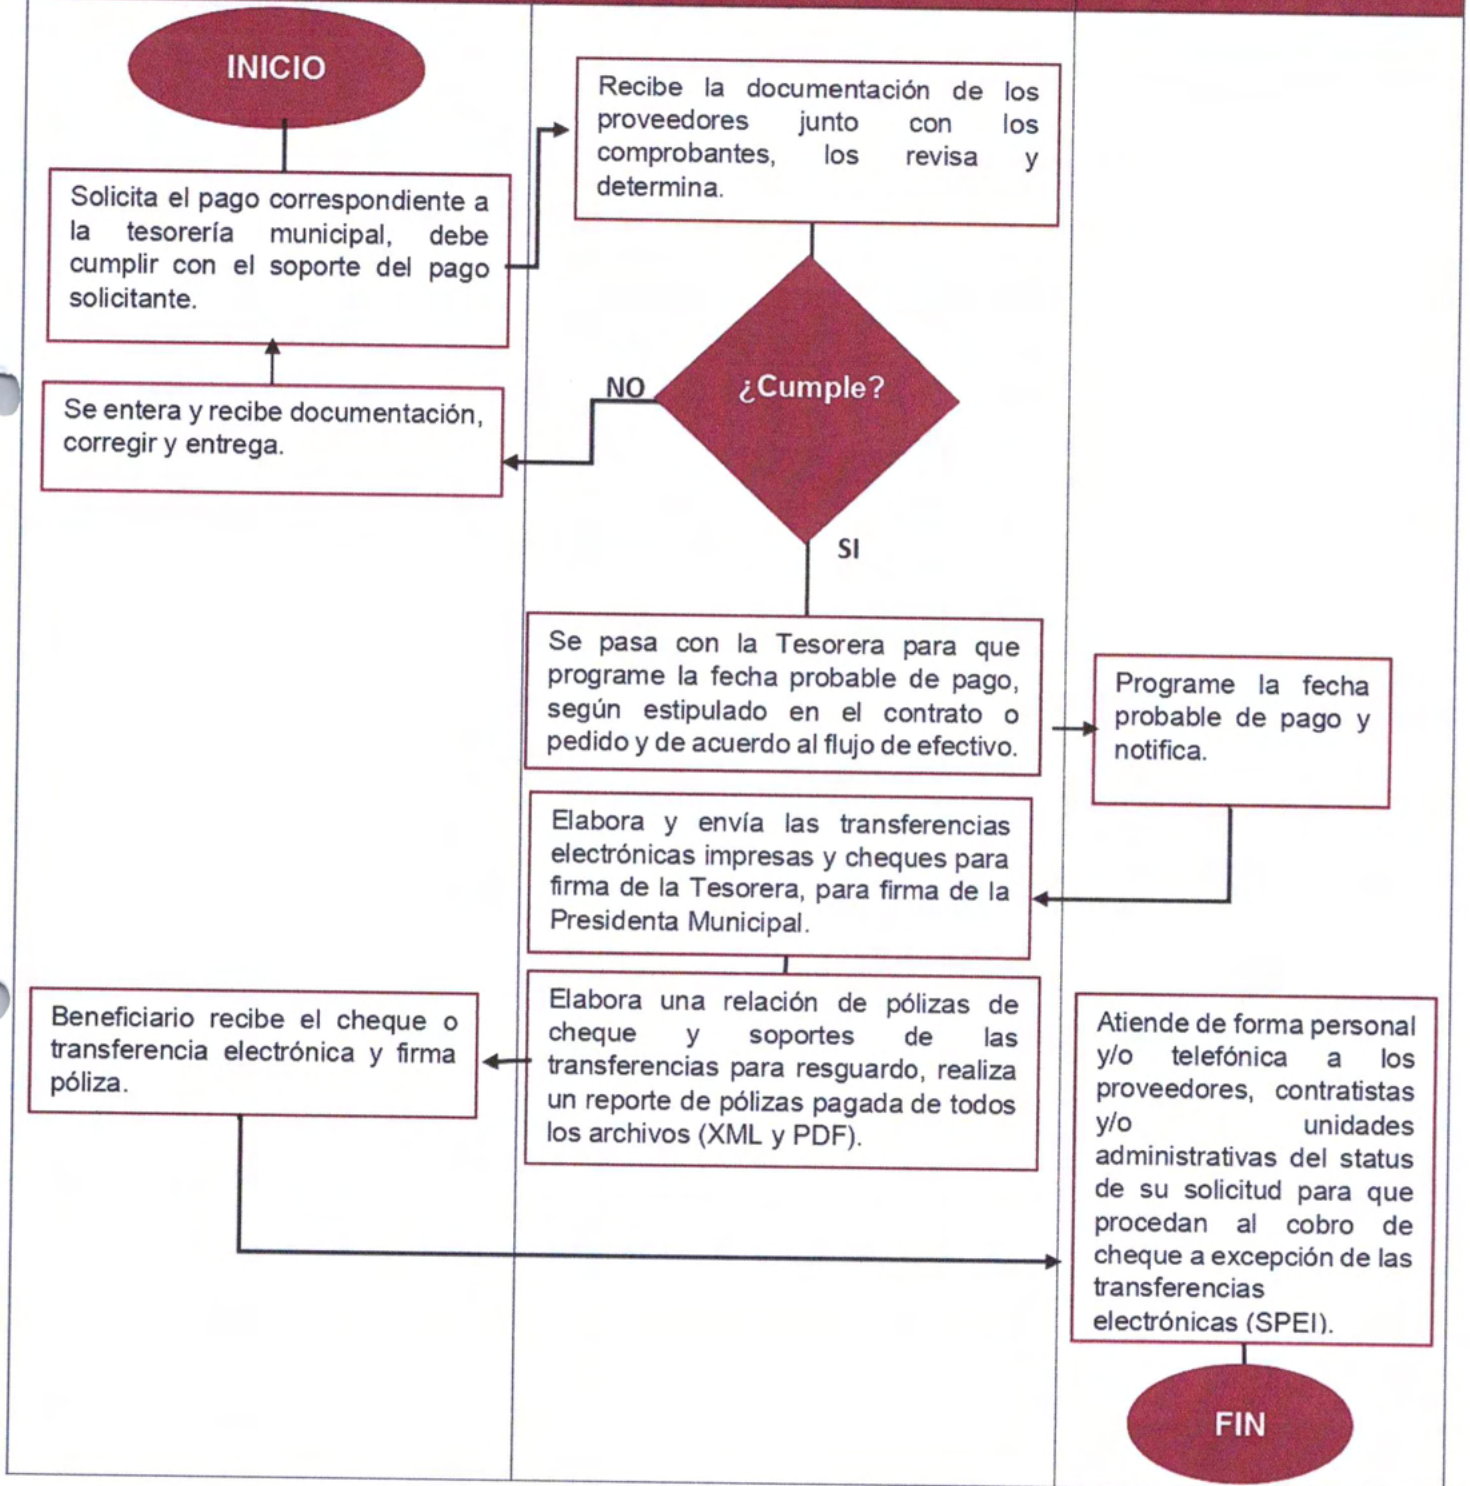 INICIO
Solicita el pago correspondiente a
la tesorería municipal, debe
cumplir con el soporte del pago
solicitante.
Recibe la documentación de los
proveedores junto con los
comprobantes, los revisa y
determina.
¿Cumple?
NO
Se entera y recibe documentación,
corregir y entrega.
SI
Se pasa con la Tesorera para que
programe la fecha probable de pago,
según estipulado en el contrato o
pedido y de acuerdo al flujo de efectivo.
Programe la fecha
probable de pago y
notifica.
Elabora y envía las transferencias
electrónicas impresas y cheques para
firma de la Tesorera, para firma de la
Presidenta Municipal.
Elabora una relación de pólizas de
cheque y soportes de las
transferencias para resguardo, realiza
un reporte de pólizas pagada de todos
los archivos (XML y PDF).
Beneficiario recibe el cheque o
transferencia electrónica y firma
póliza.
Atiende de forma personal
y/o telefónica a los
proveedores, contratistas
y/o unidades
administrativas del status
de su solicitud para que
procedan al cobro de
cheque a excepción de las
transferencias
electrónicas (SPEI).
FIN